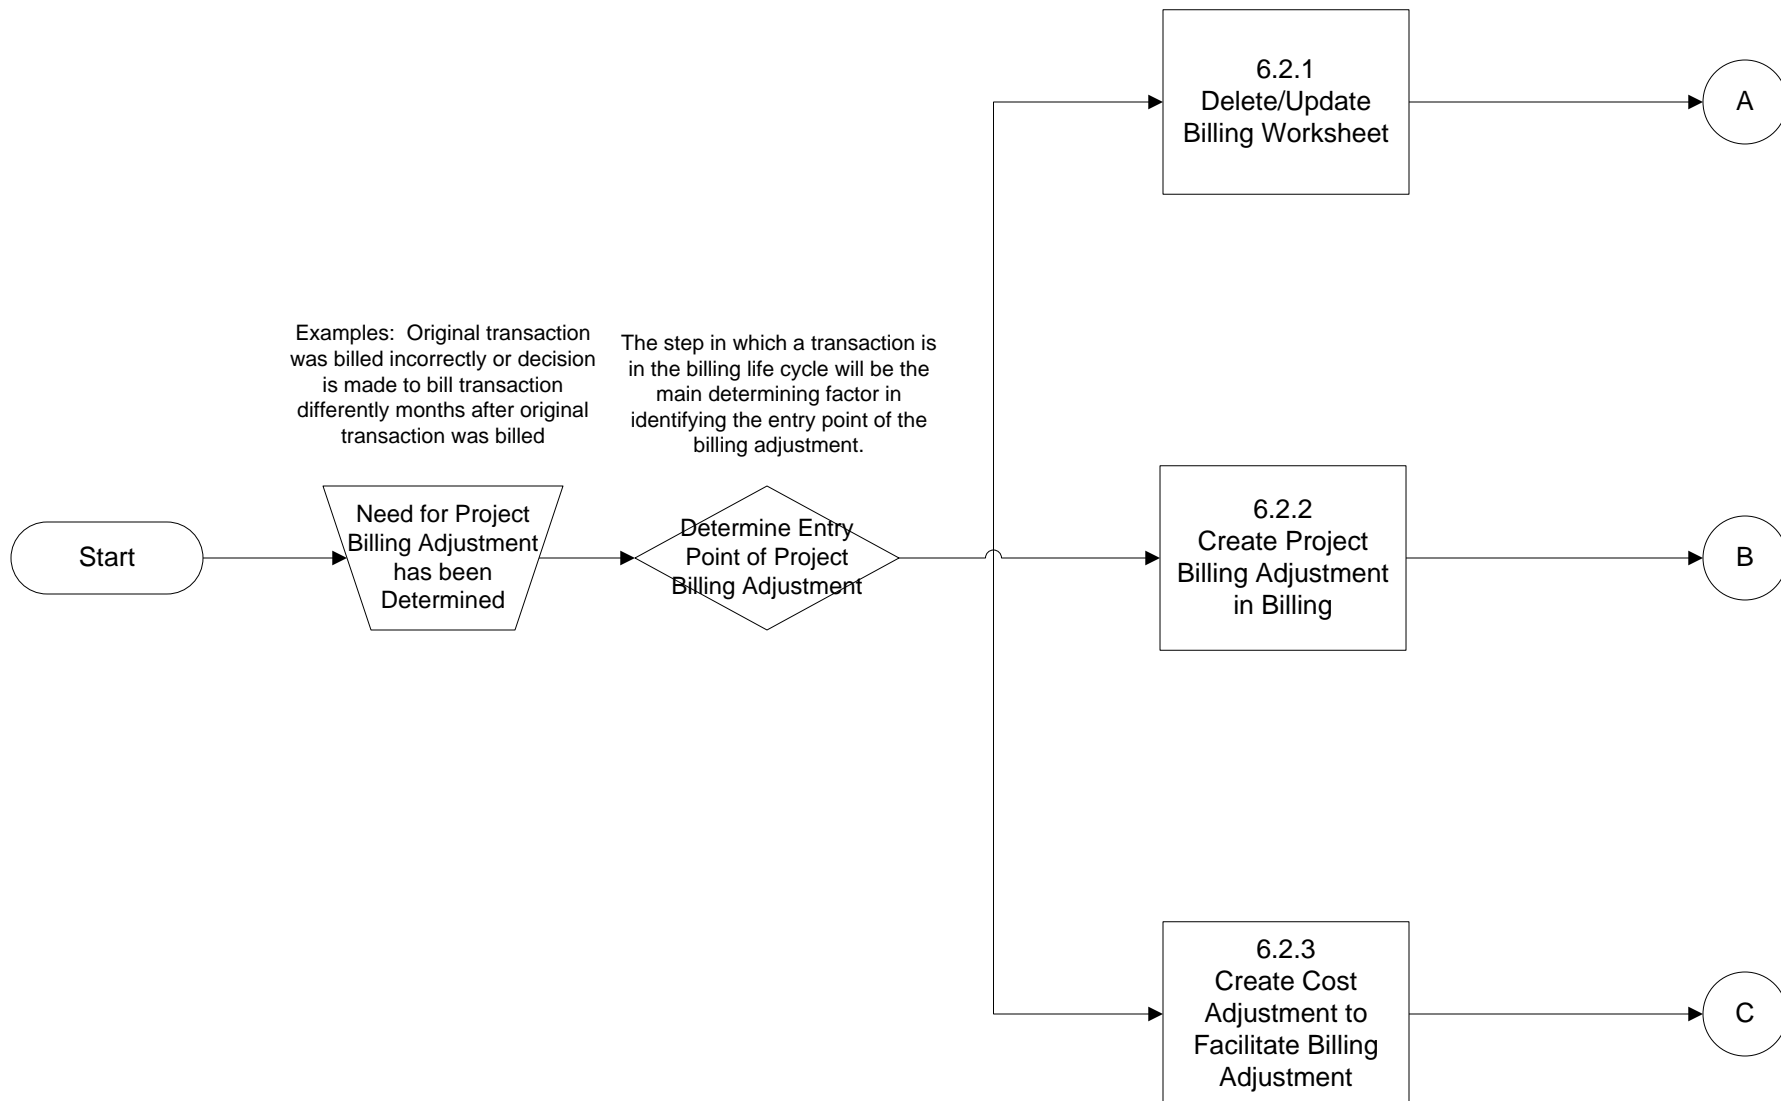 6.2.1
Delete/Update
Billing Worksheet
A
Examples:  Original transaction
was billed incorrectly or decision
is made to bill transaction
differently months after original
transaction was billed
The step in which a transaction is
in the billing life cycle will be the
main determining factor in
identifying the entry point of the
billing adjustment.
Start
Need for Project
Billing Adjustment
has been
Determined
Determine Entry
Point of Project
Billing Adjustment
6.2.2
Create Project
Billing Adjustment
in Billing
B
6.2.3
Create Cost
Adjustment to
Facilitate Billing
Adjustment
C